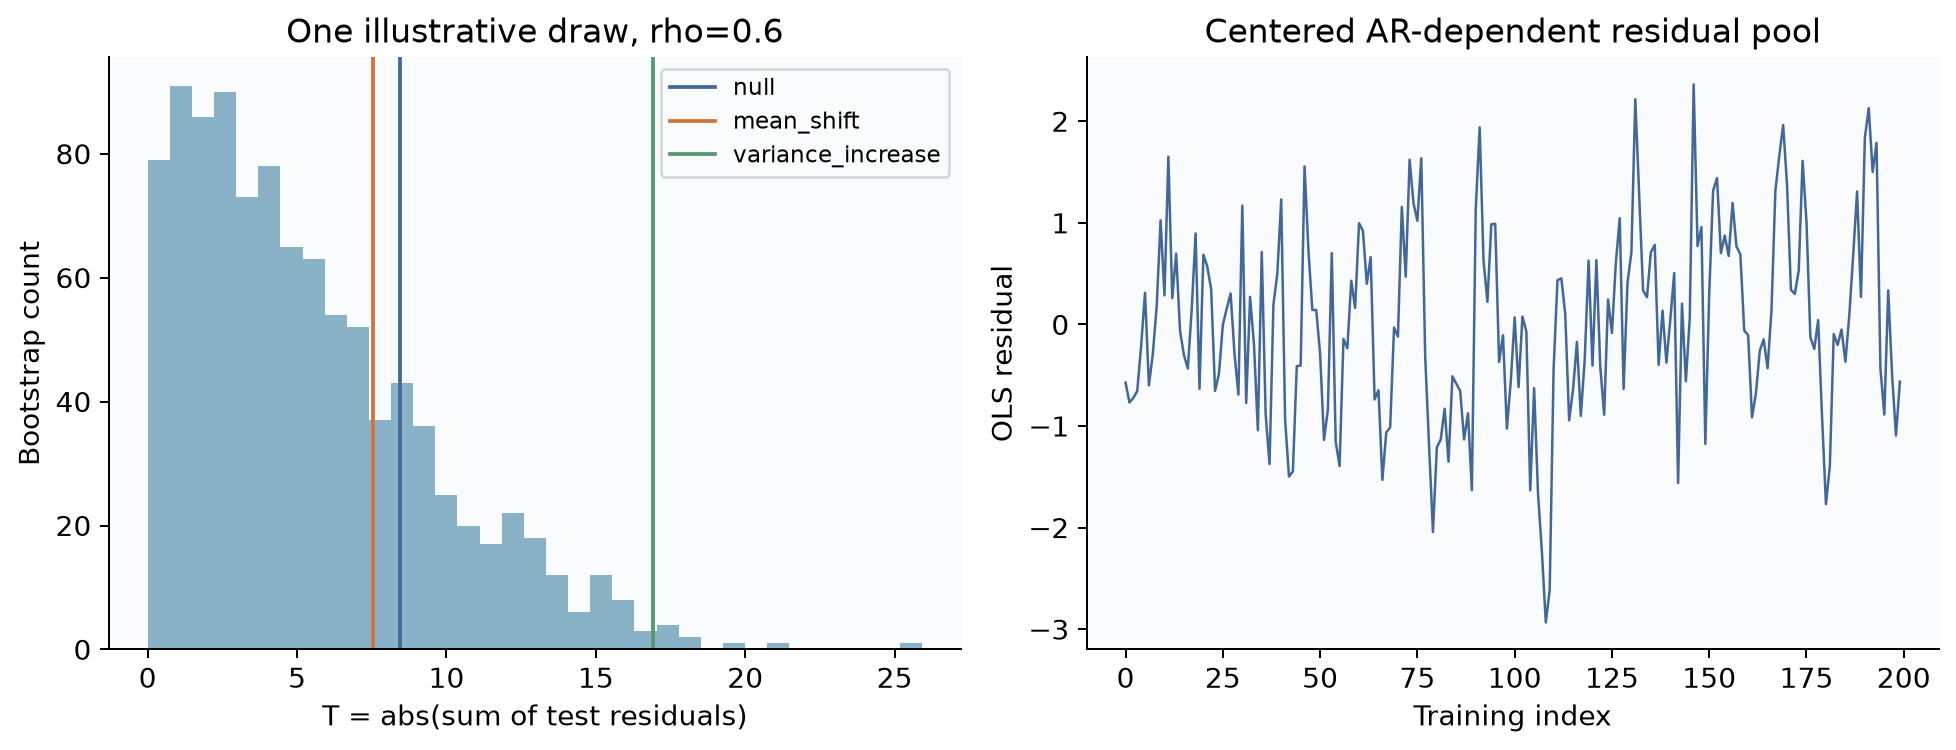 One illustrative draw, rho=0.6
null
mean_shift
variance_increase
Bootstrap count
80
60
40
20
0
0 5 10 15 20 25
T = abs(sum of test residuals)
Centered AR-dependent residual pool
OLS residual
2
1
0
−1
−2
−3
0 25 50 75 100 125 150 175 200
Training index